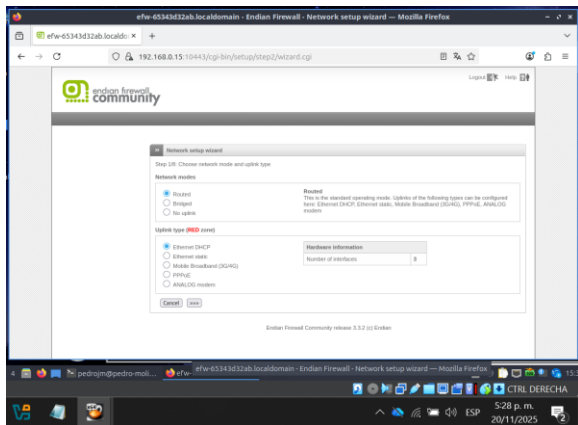 efw-65343d32ab.localdomain - Endian Firewall - Network setup wizard — Mozilla Firefox
efw-65343d32ab.localdo: ×
192.168.0.15:10443/cgi-bin/setup/step2/wizard.cgi
Logout Help
endian firewall
community
Network setup wizard
Step 1/8: Choose network mode and uplink type
Network modes
Routed
Bridged
No uplink
Routed
This is the standard operating mode. Uplinks of the following types can be configured
here: Ethernet DHCP, Ethernet static, Mobile Broadband (3G/4G), PPPoE, ANALOG
modem.
Uplink type (RED zone)
Ethernet DHCP
Ethernet static
Mobile Broadband (3G/4G)
PPPoE
ANALOG modem
Hardware information
Number of interfaces 3
Cancel >>>
Endian Firewall Community release 3.3.2 (c) Endian
efw-65343d32ab.localdomain - Endian Firewall - Network setup wizard — Mozilla Firefox
4 pedrojm@pedro-moli... efw- 15:
CTRL DERECHA
ESP
5:28 p. m.
20/11/2025
2